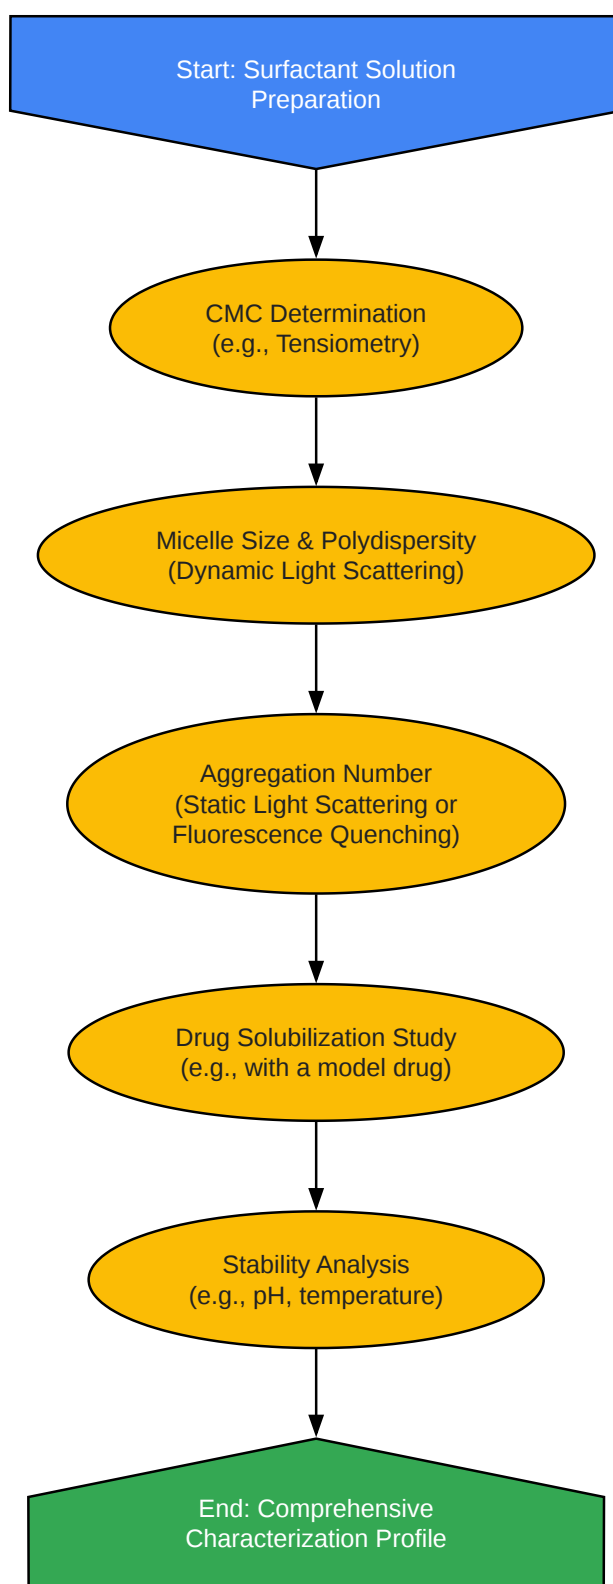 Start: Surfactant Solution
Preparation
CMC Determination
(e.g., Tensiometry)
Micelle Size & Polydispersity
(Dynamic Light Scattering)
Aggregation Number
(Static Light Scattering or
Fluorescence Quenching)
Drug Solubilization Study
(e.g., with a model drug)
Stability Analysis
(e.g., pH, temperature)
End: Comprehensive
Characterization Profile